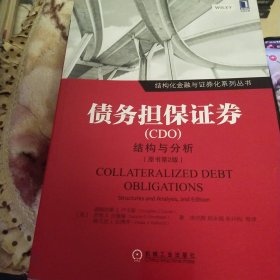 WILEY
结构化金融与证券化系列丛书
债务担保证券
(CDO)
结构与分析
(原书第2版)
COLLATERALIZED DEBT
OBLIGATIONS
Structures and Analysis, 2nd Edition
机械工业出版社